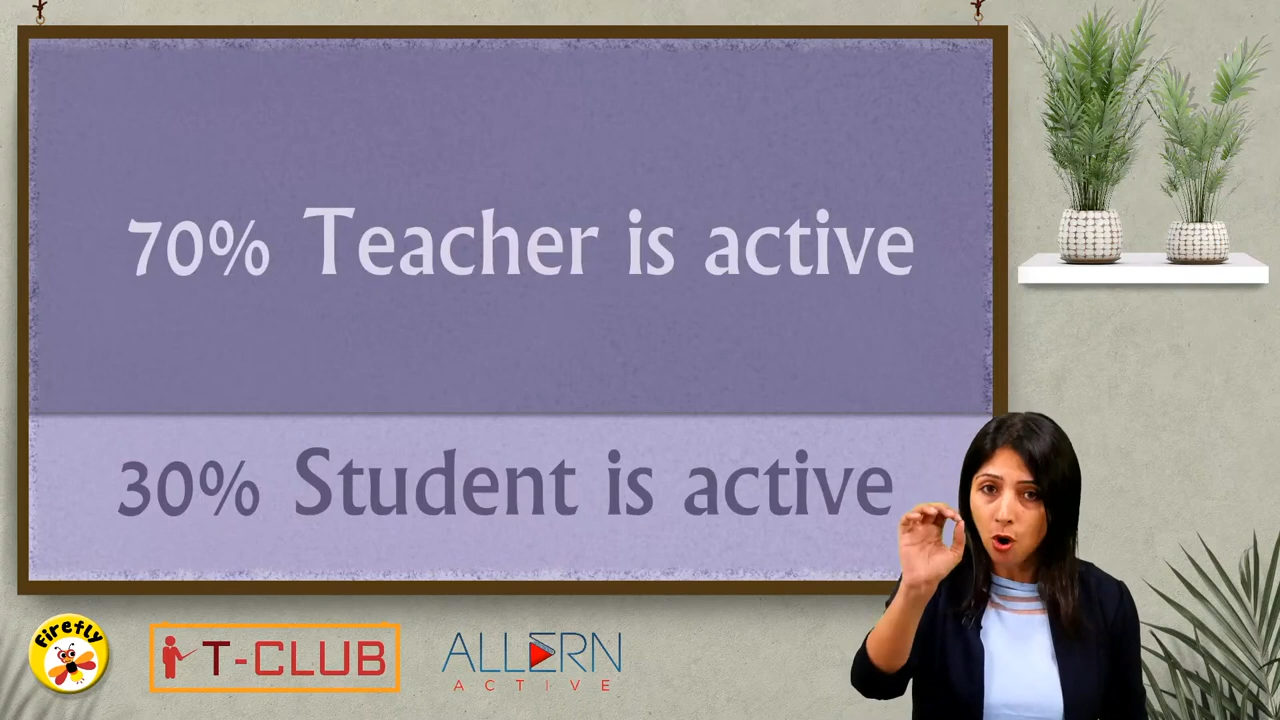 70% Teacher is active
30% Student is active
firefly
T-CLUB
ALLERN
ACTIVE